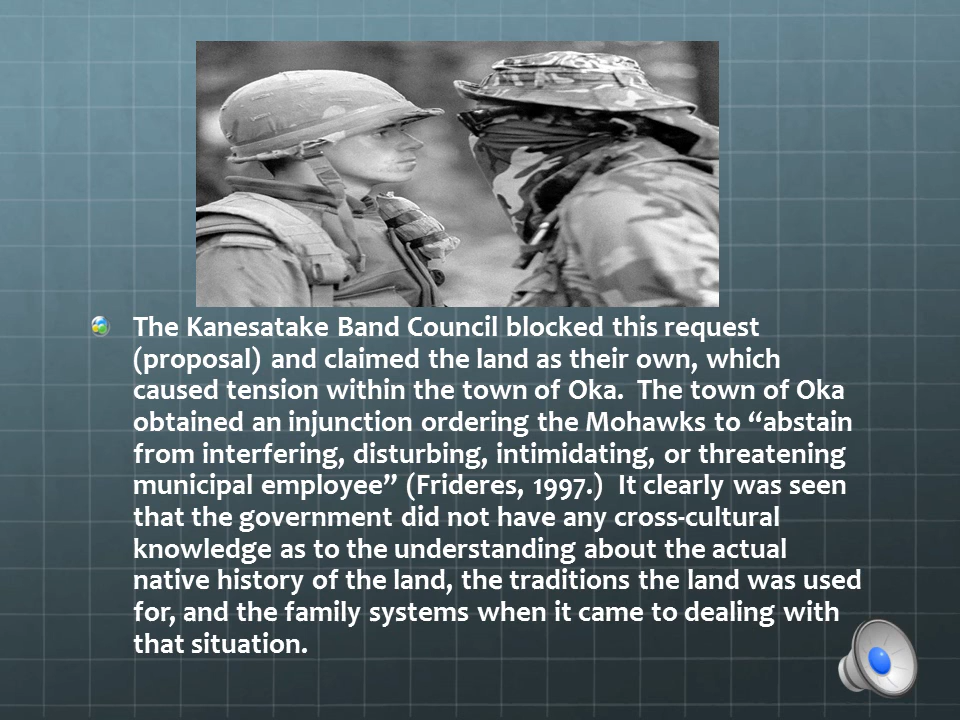 The Kanesatake Band Council blocked this request
(proposal) and claimed the land as their own, which
caused tension within the town of Oka.  The town of Oka
obtained an injunction ordering the Mohawks to “abstain
from interfering, disturbing, intimidating, or threatening
municipal employee” (Frideres, 1997.)  It clearly was seen
that the government did not have any cross-cultural
knowledge as to the understanding about the actual
native history of the land, the traditions the land was used
for, and the family systems when it came to dealing with
that situation.